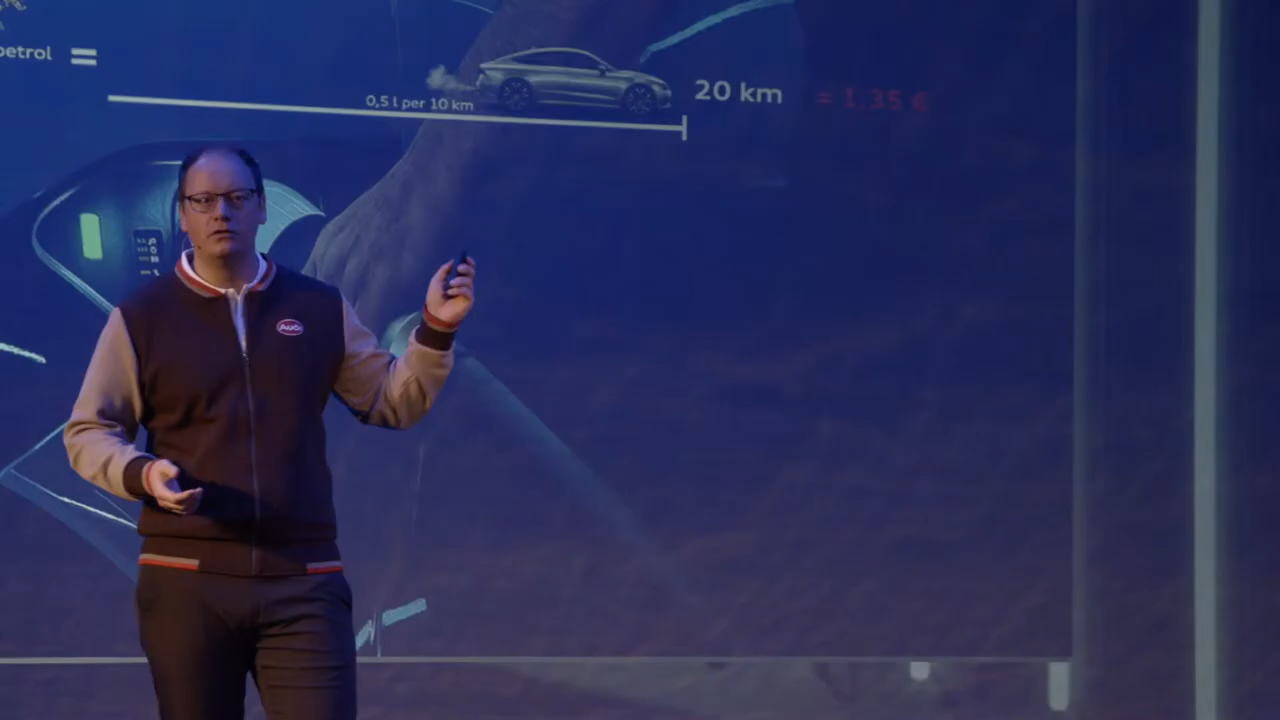 petrol =
0,5 l per 10 km
20 km
= 1,35 €
Audi